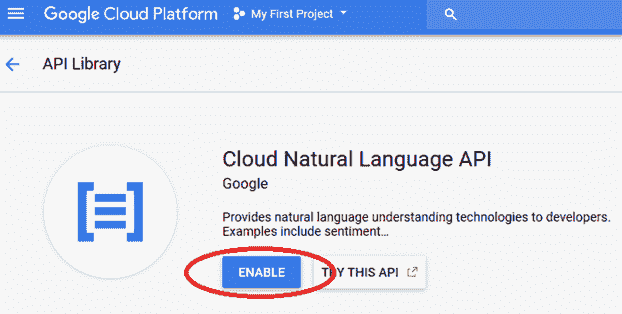 Google Cloud Platform My First Project
API Library
Cloud Natural Language API
Google
Provides natural language understanding technologies to developers.
Examples include sentiment...
ENABLE TRY THIS API